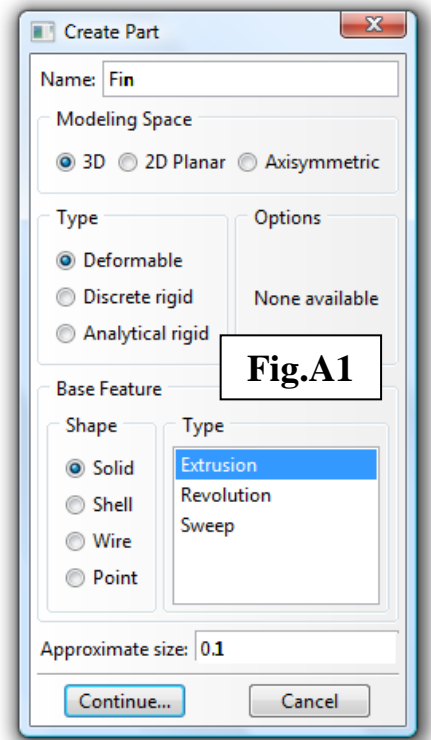 Create Part
Name: Fin
Modeling Space
3D 2D Planar Axisymmetric
Type
Options
Deformable
Discrete rigid
None available
Analytical rigid
Fig.A1
Base Feature
Shape
Type
Solid
Extrusion
Shell
Revolution
Wire
Sweep
Point
Approximate size: 0.1
Continue... Cancel